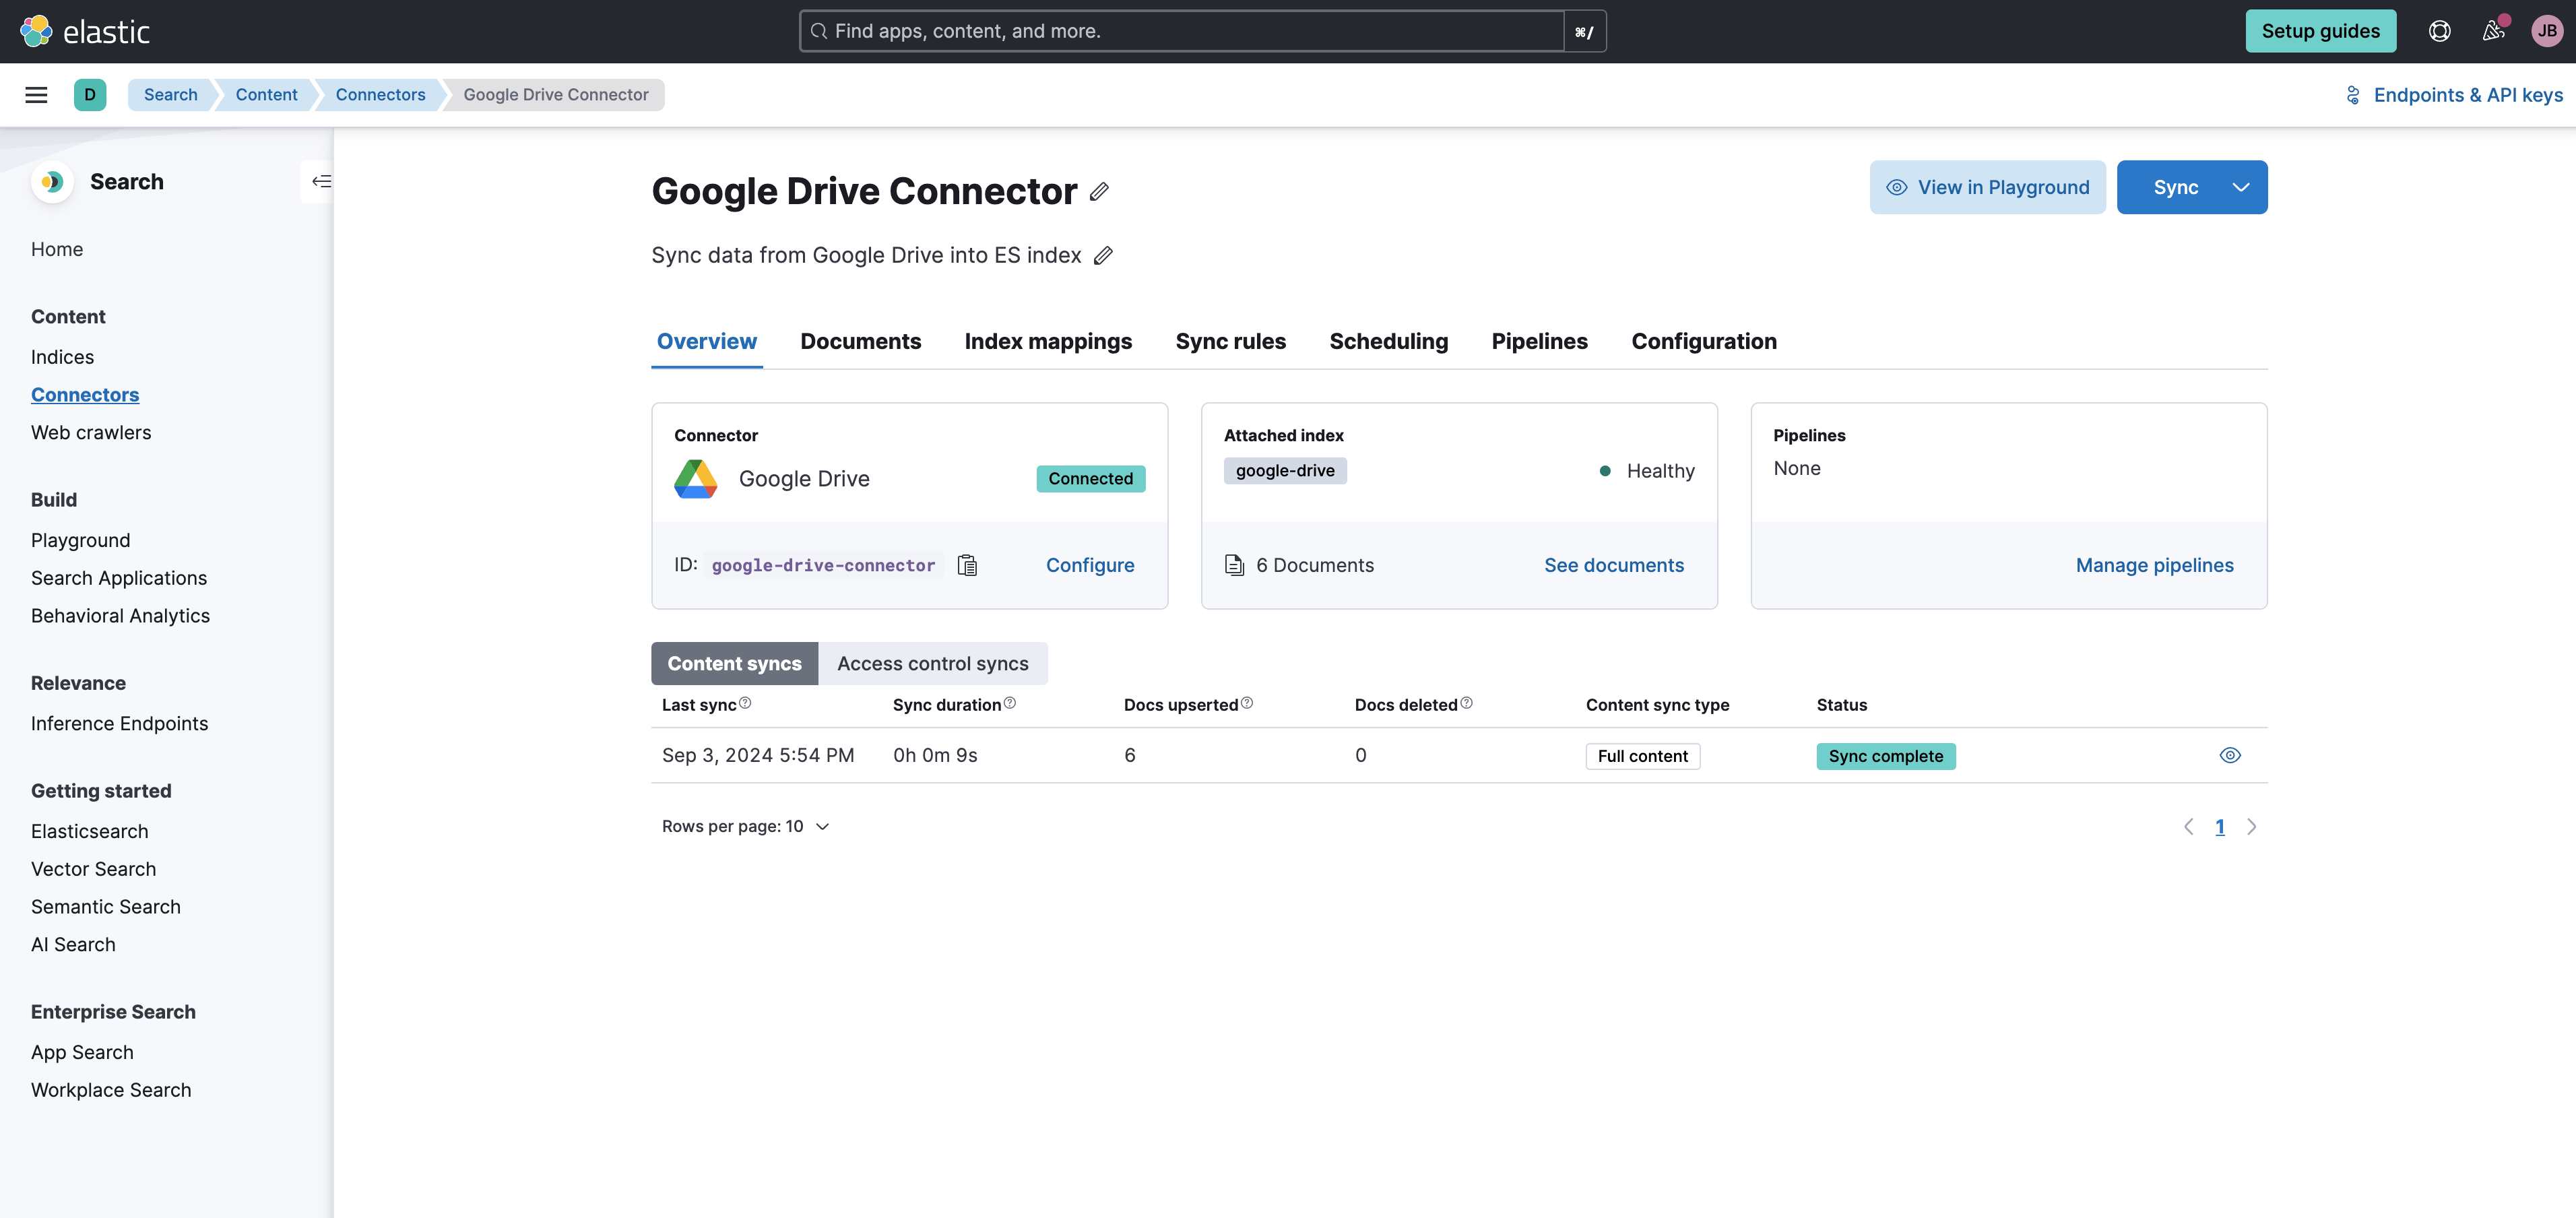 elastic
Find apps, content, and more.
⌘/
Setup guides
JB
D
Search
Content
Connectors
Google Drive Connector
Endpoints & API keys
Search
Home
Content
Indices
Connectors
Web crawlers
Build
Playground
Search Applications
Behavioral Analytics
Relevance
Inference Endpoints
Getting started
Elasticsearch
Vector Search
Semantic Search
AI Search
Enterprise Search
App Search
Workplace Search
Google Drive Connector
View in Playground
Sync
Sync data from Google Drive into ES index
Overview Documents Index mappings Sync rules Scheduling Pipelines Configuration
Connector
Google Drive
Connected
ID: google-drive-connector
Configure
Attached index
google-drive
Healthy
6 Documents
See documents
Pipelines
None
Manage pipelines
Content syncs Access control syncs
Last sync Sync duration Docs upserted Docs deleted Content sync type Status
Sep 3, 2024 5:54 PM 0h 0m 9s 6 0 Full content Sync complete
Rows per page: 10
1